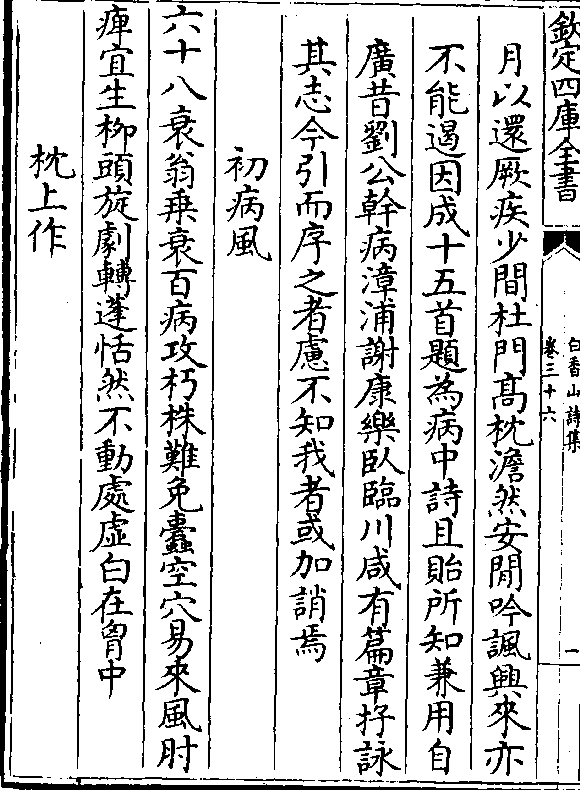 欽定四庫全書
白香山詩集
卷三十六
一
月以還厥疾少間杜門高枕澹然安閒吟諷興來亦
不能遏因成十五首題為病中詩且貽所知兼用自
廣昔劉公幹病漳浦謝康樂臥臨川咸有篇章抒詠
其志今引而序之者慮不知我者或加誚焉
初病風
六十八衰翁乗衰百病攻朽株難免蠧空穴易來風肘
痺宜生栁頭旋劇轉蓬恬然不動處虛白在胷中
枕上作